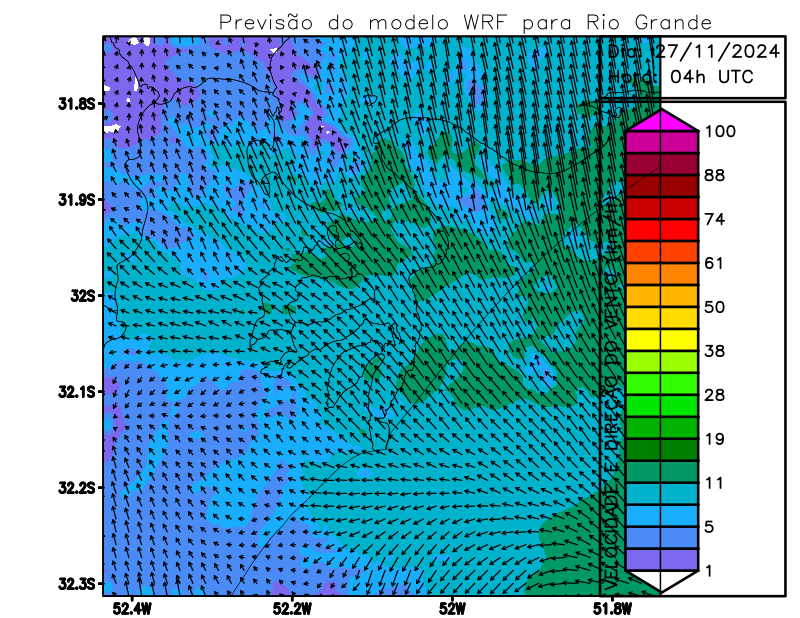 Previsão do modelo WRF para Rio Grande
Dia: 27/11/2024
Hora: 04h UTC
31.8S
31.9S
32S
32.1S
32.2S
32.3S
52.4W
52.2W
52W
51.8W
VELOCIDADE E DIREÇÃO DO VENTO (km/h)
100
88
74
61
50
38
28
19
11
5
1